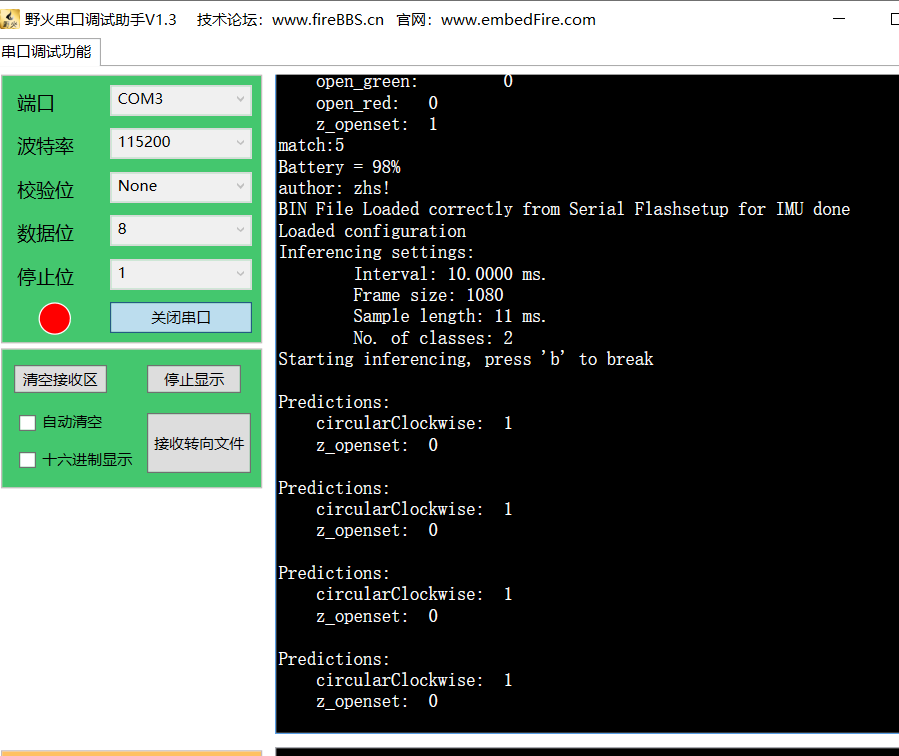 野火串口调试助手V1.3 技术论坛：www.fireBBS.cn 官网：www.embedFire.com
串口调试功能
端口 COM3
波特率 115200
校验位 None
数据位 8
停止位 1
关闭串口
清空接收区 停止显示
自动清空
接收转向文件
十六进制显示
open_green: 0
open_red: 0
z_openset: 1
match:5
Battery = 98%
author: zhs!
BIN File Loaded correctly from Serial Flashsetup for IMU done
Loaded configuration
Inferencing settings:
Interval: 10.0000 ms.
Frame size: 1080
Sample length: 11 ms.
No. of classes: 2
Starting inferencing, press 'b' to break
Predictions:
circularClockwise: 1
z_openset: 0
Predictions:
circularClockwise: 1
z_openset: 0
Predictions:
circularClockwise: 1
z_openset: 0
Predictions:
circularClockwise: 1
z_openset: 0